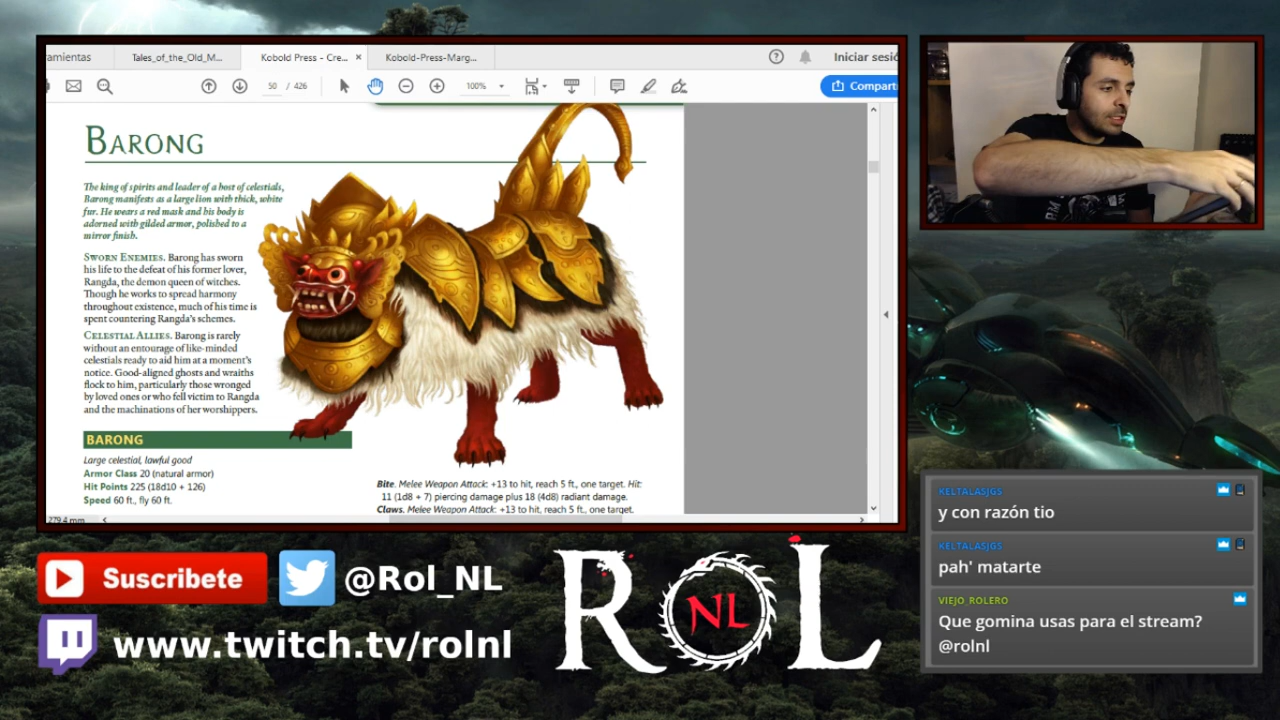 amientas
Tales_of_the_Old_M...
Kobold Press - Cre... ×
Kobold-Press-Marg...
Iniciar sesió
50 / 426
100%
Comparti
BARONG
The king of spirits and leader of a host of celestials,
Barong manifests as a large lion with thick, white
fur. He wears a red mask and his body is
adorned with gilded armor, polished to a
mirror finish.
SWORN ENEMIES. Barong has sworn
his life to the defeat of his former lover,
Rangda, the demon queen of witches.
Though he works to spread harmony
throughout existence, much of his time is
spent countering Rangda's schemes.
CELESTIAL ALLIES. Barong is rarely
without an entourage of like-minded
celestials ready to aid him at a moment's
notice. Good-aligned ghosts and wraiths
flock to him, particularly those wronged
by loved ones or who fell victim to Rangda
and the machinations of her worshippers.
BARONG
Large celestial, lawful good
Armor Class 20 (natural armor)
Hit Points 225 (18d10 + 126)
Speed 60 ft., fly 60 ft.
Bite. Melee Weapon Attack: +13 to hit, reach 5 ft., one target. Hit:
11 (1d8 + 7) piercing damage plus 18 (4d8) radiant damage.
Claws. Melee Weapon Attack: +13 to hit, reach 5 ft., one target.
279.4 mm
KELTALASJGS
y con razón tio
KELTALASJGS
pah' matarte
VIEJO_ROLERO
Que gomina usas para el stream?
@rolnl
Suscribete
@Rol_NL
www.twitch.tv/rolnl
ROL
NL